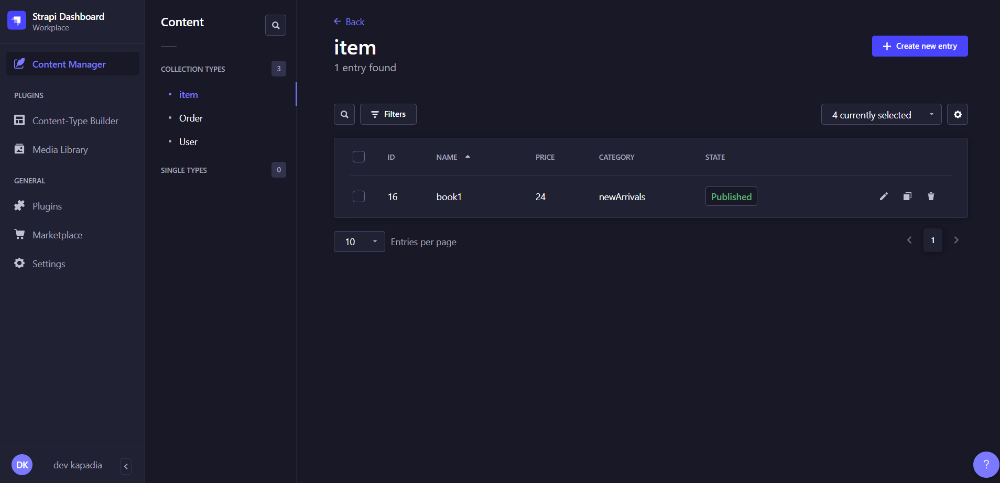 Strapi Dashboard
Workplace
Content Manager
PLUGINS
Content-Type Builder
Media Library
GENERAL
Plugins
Marketplace
Settings
DK
dev kapadia
Content
COLLECTION TYPES
3
item
Order
User
SINGLE TYPES
0
Back
item
1 entry found
Create new entry
Filters
4 currently selected
ID NAME PRICE CATEGORY STATE
16 book1 24 newArrivals Published
10 Entries per page
1
?